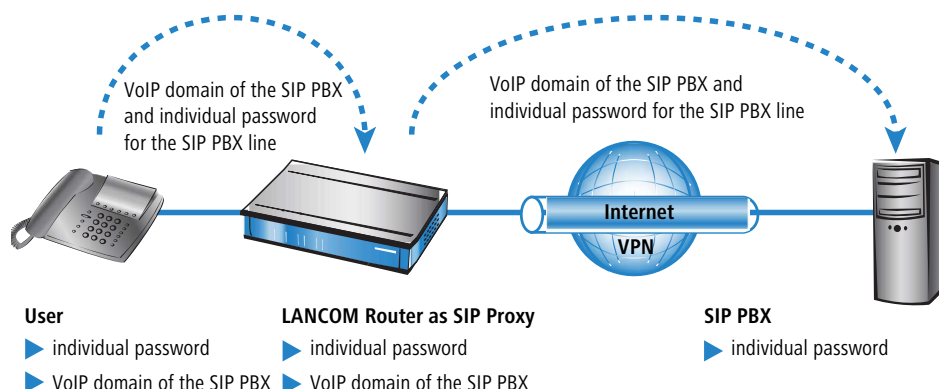 VoIP domain of the SIP PBX
and individual password
for the SIP PBX line
VoIP domain of the SIP PBX and
individual password for the SIP PBX line
Internet
VPN
User
individual password
VoIP domain of the SIP PBX
LANCOM Router as SIP Proxy
individual password
VoIP domain of the SIP PBX
SIP PBX
individual password